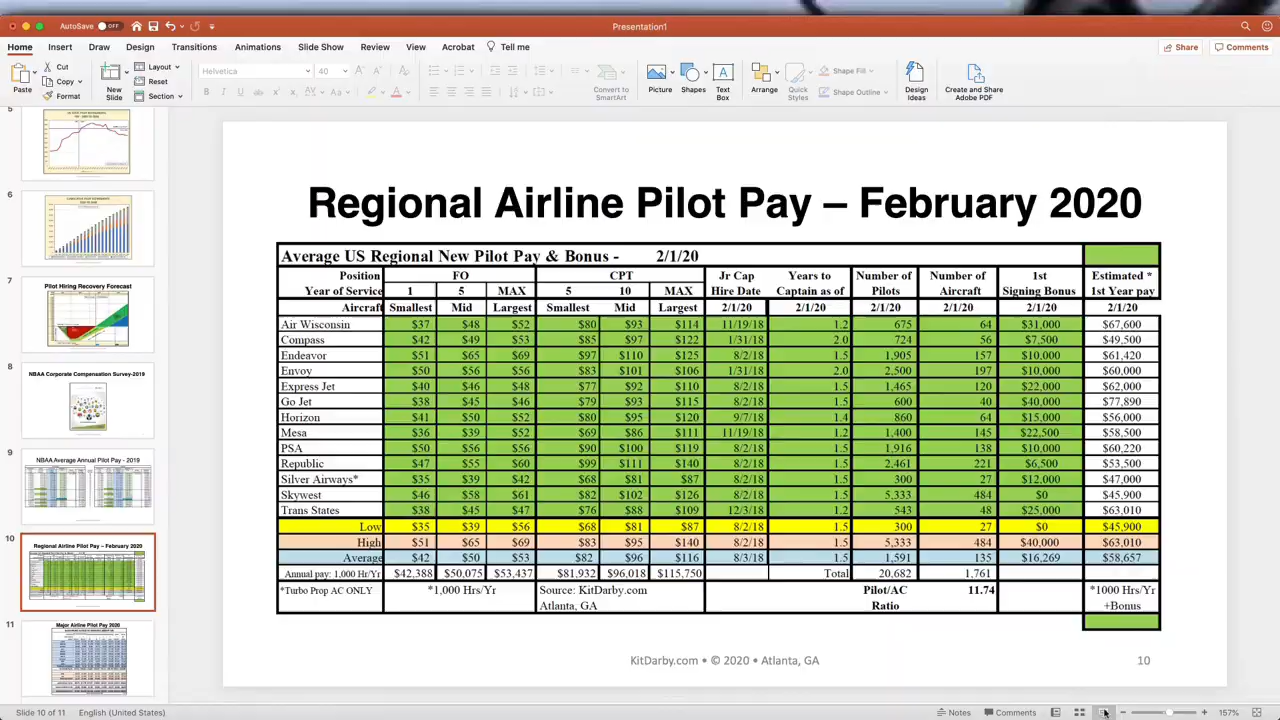 AutoSave OFF Presentation1
Home Insert Draw Design Transitions Animations Slide Show Review View Acrobat Tell me Share Comments
Paste Cut Copy Format New Slide Layout Reset Section Helvetica 40 Convert to SmartArt Picture Shapes Text Box Arrange Quick Styles Shape Fill Shape Outline Design Ideas Create and Share Adobe PDF
5
6
7
Pilot Hiring Recovery Forecast
8
NBAA Corporate Compensation Survey-2019
9
NBAA Average Annual Pilot Pay - 2019
10
Regional Airline Pilot Pay – February 2020
11
Major Airline Pilot Pay 2020
Regional Airline Pilot Pay – February 2020
Average US Regional New Pilot Pay & Bonus - 2/1/20
Position FO CPT Jr Cap Years to Number of Number of 1st Estimated *
Year of Service 1 5 MAX 5 10 MAX Hire Date Captain as of Pilots Aircraft Signing Bonus 1st Year pay
Aircraft Smallest Mid Largest Smallest Mid Largest 2/1/20 2/1/20 2/1/20 2/1/20 2/1/20 2/1/20
Air Wisconsin $37 $48 $52 $80 $93 $114 11/19/18 1.2 675 64 $31,000 $67,600
Compass $42 $49 $53 $85 $97 $122 1/31/18 2.0 724 56 $7,500 $49,500
Endeavor $51 $65 $69 $97 $110 $125 8/2/18 1.5 1,905 157 $10,000 $61,420
Envoy $50 $56 $56 $83 $101 $106 1/31/18 2.0 2,500 197 $10,000 $60,000
Express Jet $40 $46 $48 $77 $92 $110 8/2/18 1.5 1,465 120 $22,000 $62,000
Go Jet $38 $45 $46 $79 $93 $115 8/2/18 1.5 600 40 $40,000 $77,890
Horizon $41 $50 $52 $80 $95 $120 9/7/18 1.4 860 64 $15,000 $56,000
Mesa $36 $39 $52 $69 $86 $111 11/19/18 1.2 1,400 145 $22,500 $58,500
PSA $50 $56 $56 $90 $100 $119 8/2/18 1.5 1,916 138 $10,000 $60,220
Republic $47 $55 $60 $99 $111 $140 8/2/18 1.5 2,461 221 $6,500 $53,500
Silver Airways* $35 $39 $42 $68 $81 $87 8/2/18 1.5 300 27 $12,000 $47,000
Skywest $46 $58 $61 $82 $102 $126 8/2/18 1.5 5,333 484 $0 $45,900
Trans States $38 $45 $47 $76 $88 $109 12/3/18 1.2 543 48 $25,000 $63,010
Low $35 $39 $56 $68 $81 $87 8/2/18 1.5 300 27 $0 $45,900
High $51 $65 $69 $83 $95 $140 8/2/18 1.5 5,333 484 $40,000 $63,010
Average $42 $50 $53 $82 $96 $116 8/3/18 1.5 1,591 135 $16,269 $58,657
Annual pay: 1,000 Hr/Yr $42,388 $50,075 $53,437 $81,932 $96,018 $115,750 Total 20,682 1,761
*Turbo Prop AC ONLY *1,000 Hrs/Yr Source: KitDarby.com Pilot/AC 11.74 *1000 Hrs/Yr
Atlanta, GA Ratio +Bonus
KitDarby.com • © 2020 • Atlanta, GA 10
Slide 10 of 11 English (United States) Notes Comments 157%